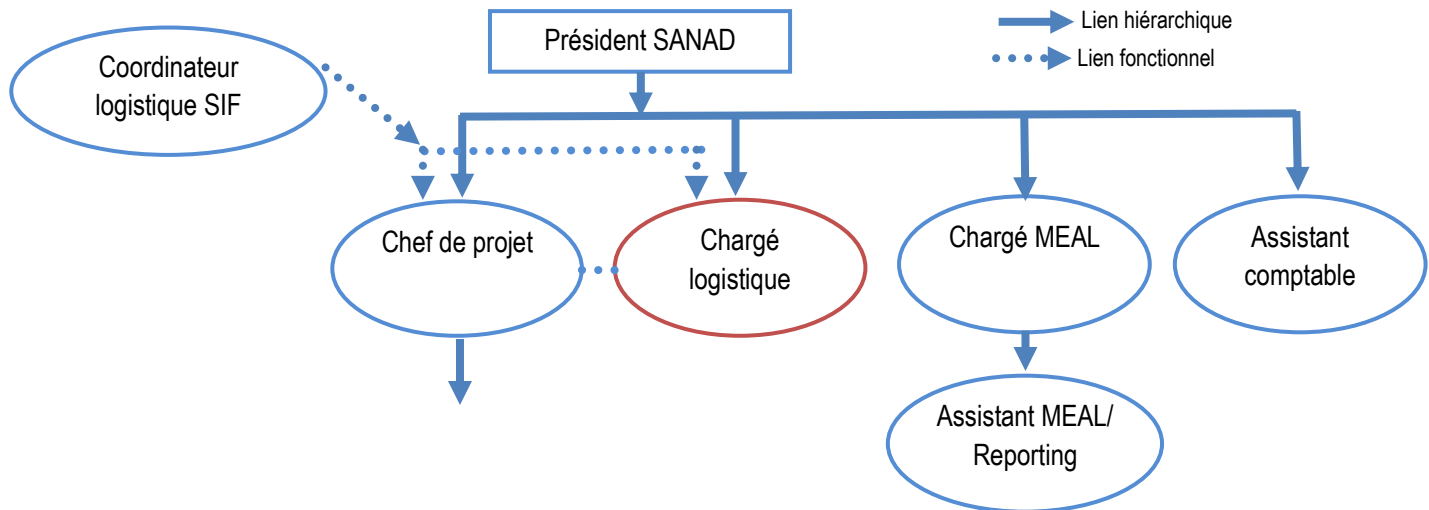 Président SANAD
Lien hiérarchique
Lien fonctionnel
Coordinateur
logistique SIF
Chef de projet
Chargé
logistique
Chargé MEAL
Assistant
comptable
Assistant MEAL/
Reporting